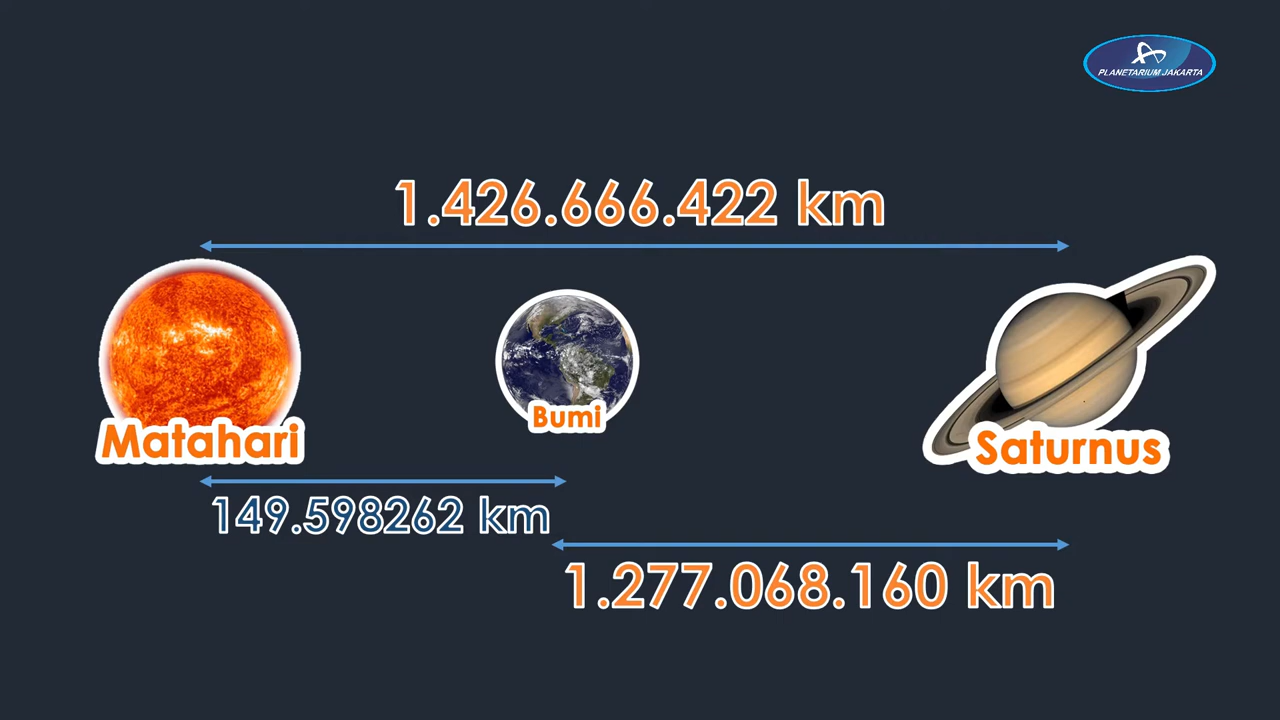 PLANETARIUM JAKARTA
1.426.666.422 km
Matahari
Bumi
Saturnus
149.598262 km
1.277.068.160 km